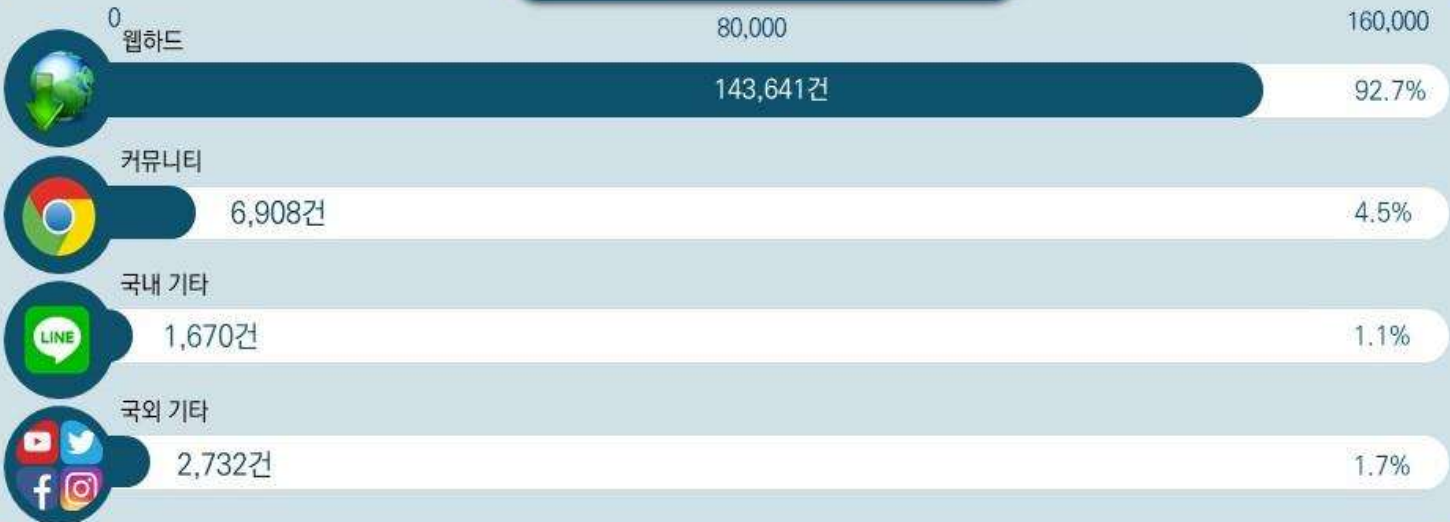 0 80,000 160,000
웹하드
143,641건 92.7%
커뮤니티
6,908건 4.5%
국내 기타
LINE
1,670건 1.1%
국외 기타
2,732건 1.7%